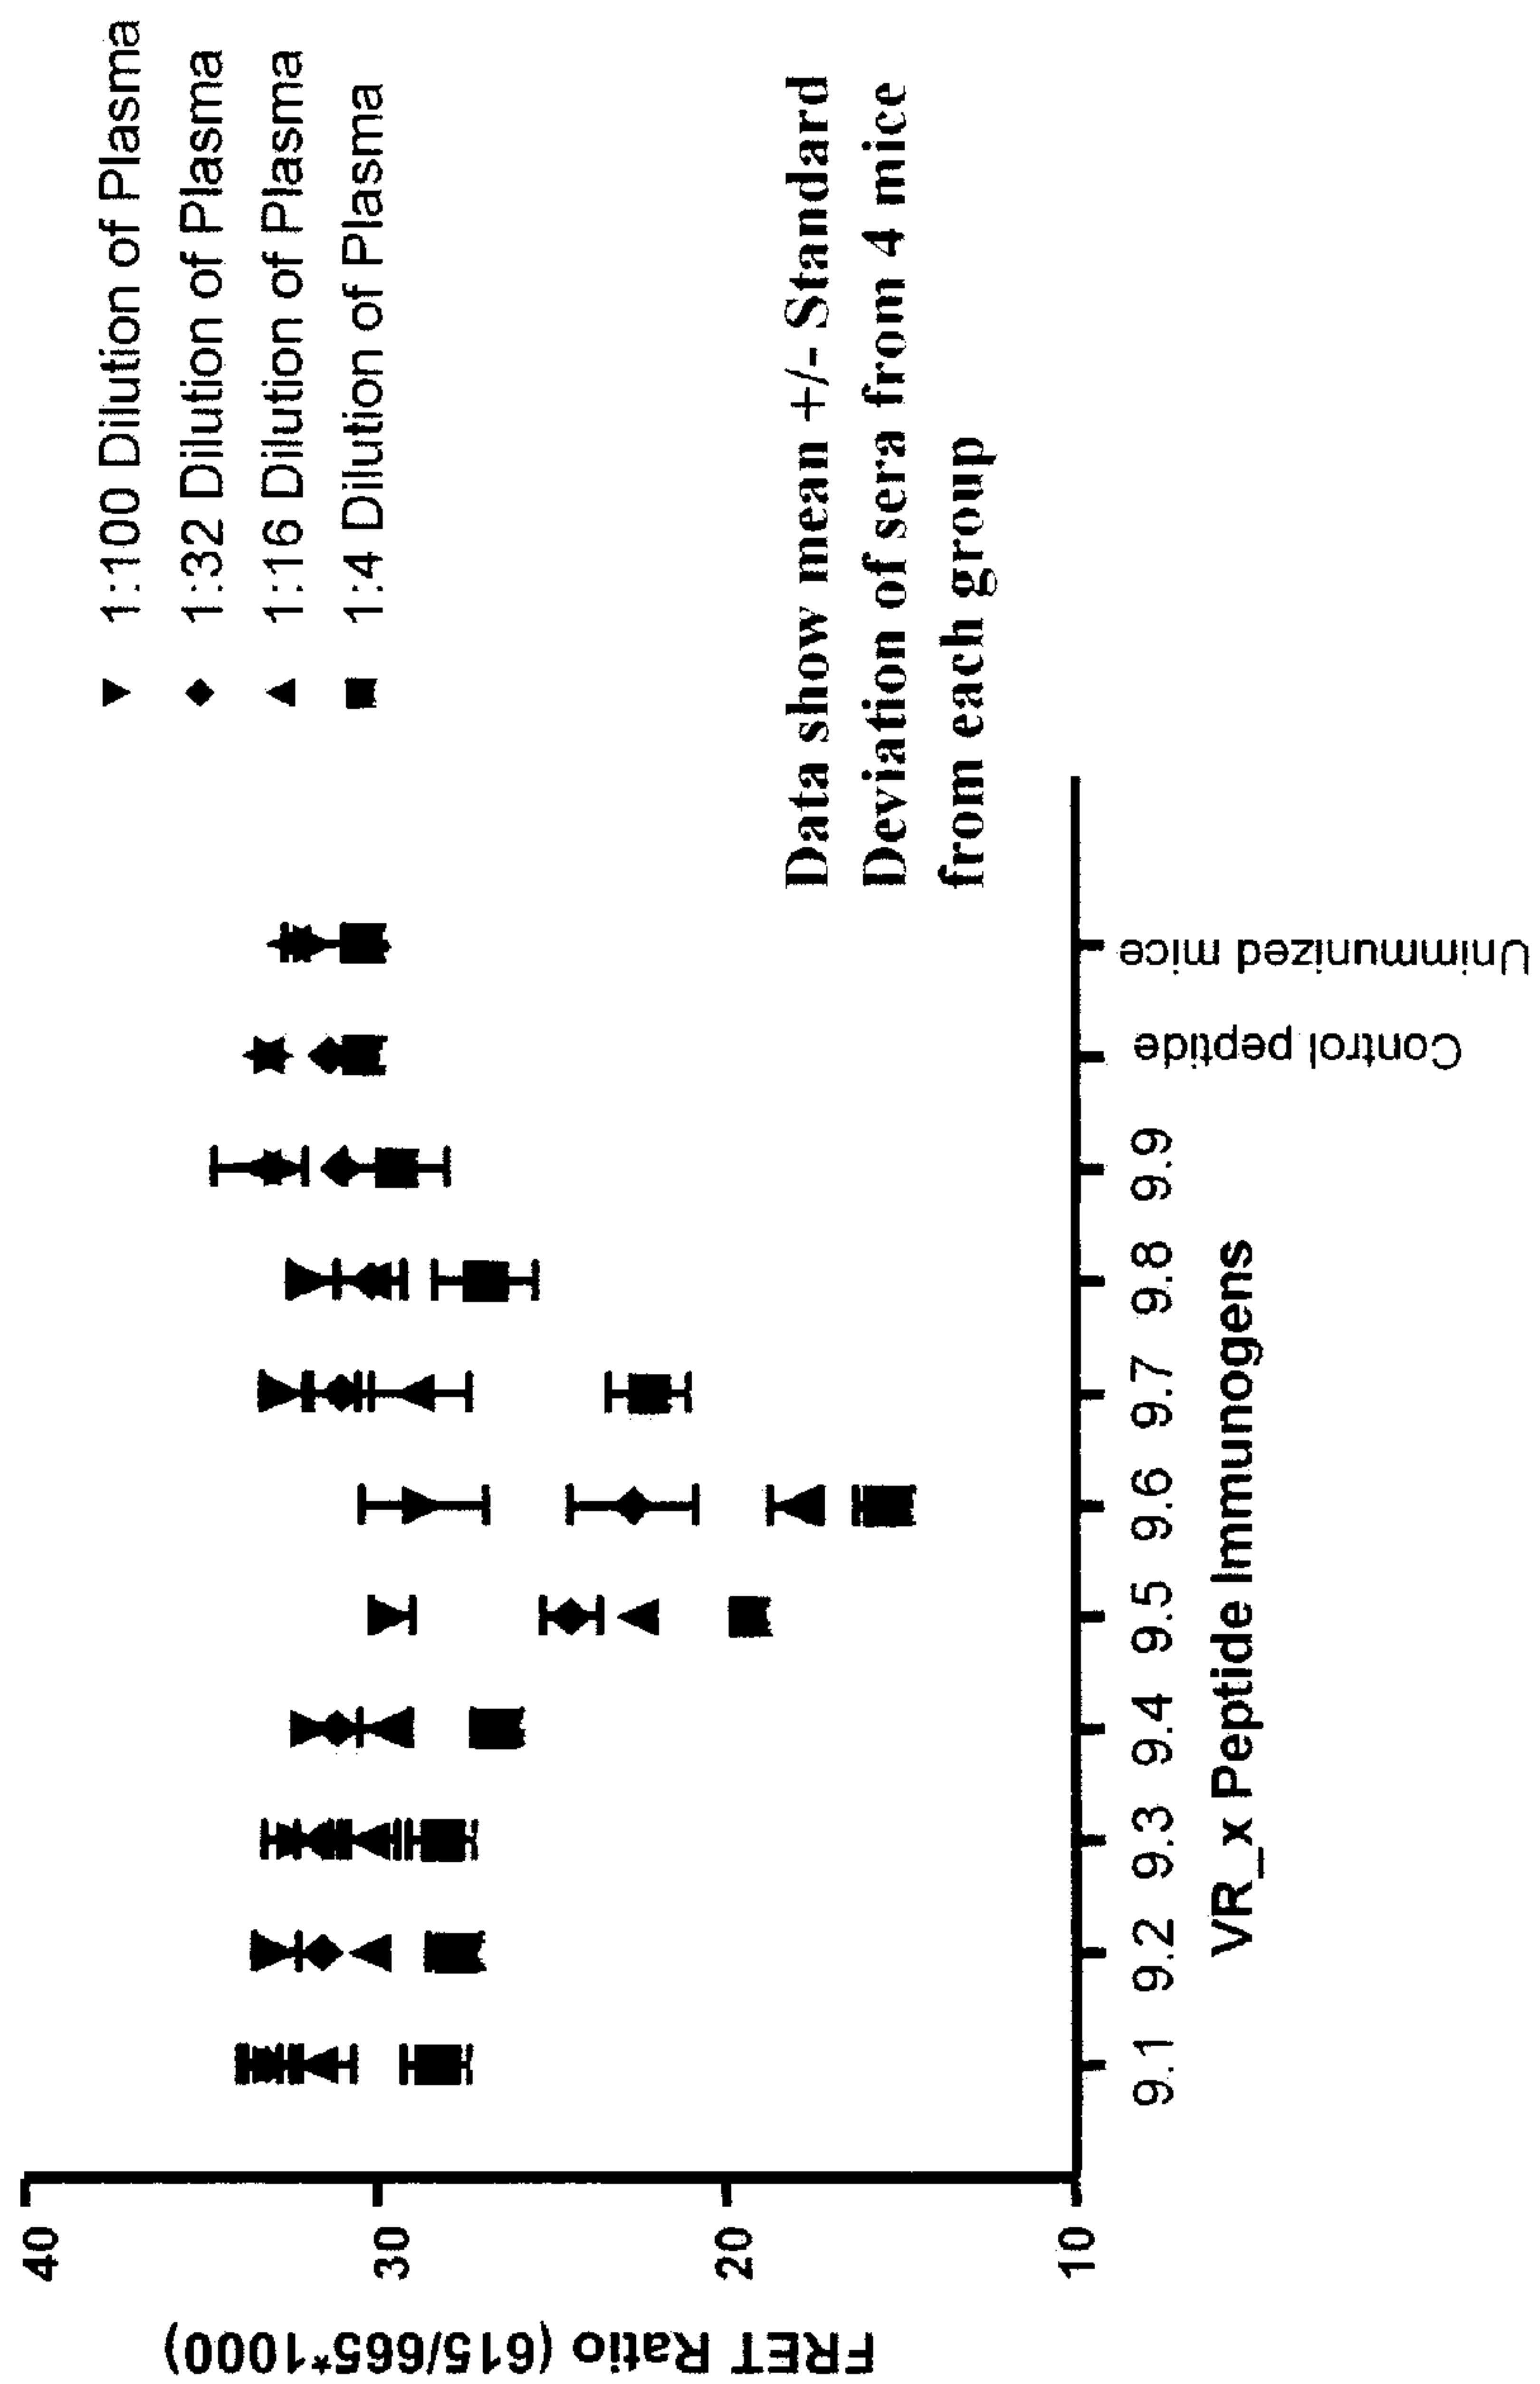 1:100 Dilution of Plasma
1:32 Dilution of Plasma
1:16 Dilution of Plasma
1:4 Dilution of Plasma
Data show mean +/- Standard
Deviation of sera from 4 mice
from each group
FRET Ratio (615/665*1000)
40
30
20
10
9.1 9.2 9.3 9.4 9.5 9.6 9.7 9.8 9.9 Control peptide Unimmunized mice
VR_x Peptide Immunogens